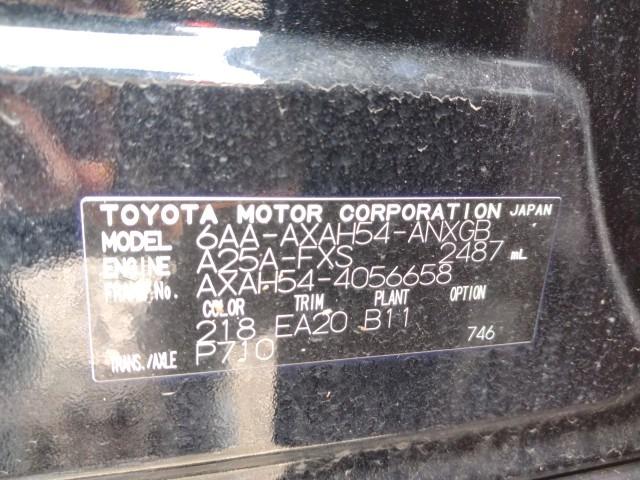 TOYOTA MOTOR CORPORATION JAPAN
MODEL 6AA-AXAH54-ANXGB
ENGINE A25A-FXS 2487 mL
FRAME No. AXAH54-4056658
COLOR TRIM PLANT OPTION
218 EA20 B11 746
TRANS./AXLE P710